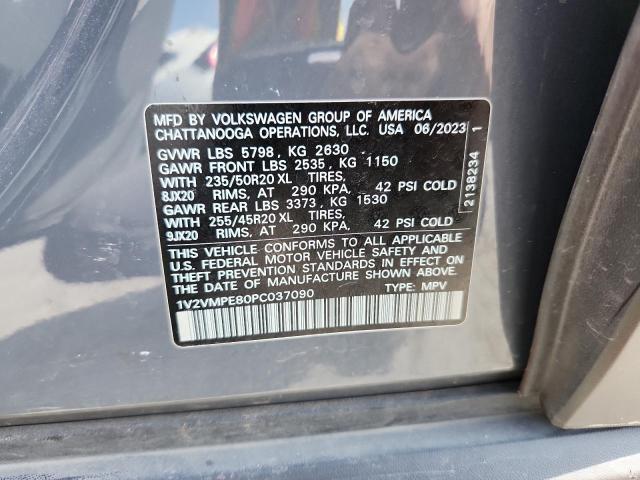 MFD BY VOLKSWAGEN GROUP OF AMERICA
CHATTANOOGA OPERATIONS, LLC. USA 06/2023
GVWR LBS 5798, KG 2630
GAWR FRONT LBS 2535, KG 1150
WITH 235/50R20 XL TIRES,
8JX20 RIMS, AT 290 KPA, 42 PSI COLD
GAWR REAR LBS 3373, KG 1530
WITH 255/45R20 XL TIRES,
9JX20 RIMS, AT 290 KPA, 42 PSI COLD
THIS VEHICLE CONFORMS TO ALL APPLICABLE
U.S. FEDERAL MOTOR VEHICLE SAFETY AND
THEFT PREVENTION STANDARDS IN EFFECT ON
THE DATE OF MANUFACTURE SHOWN ABOVE.
1V2VMPE80PC037090 TYPE: MPV
2138234 1